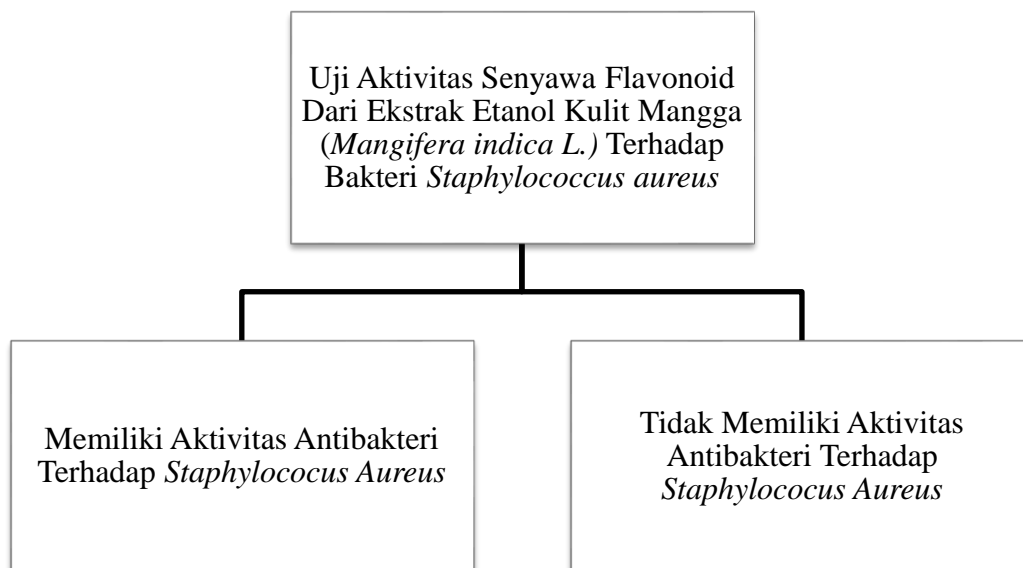 Uji Aktivitas Senyawa Flavonoid
Dari Ekstrak Etanol Kulit Mangga
(Mangifera indica L.) Terhadap
Bakteri Staphylococcus aureus
Memiliki Aktivitas Antibakteri
Terhadap Staphylococus Aureus
Tidak Memiliki Aktivitas
Antibakteri Terhadap
Staphylococus Aureus